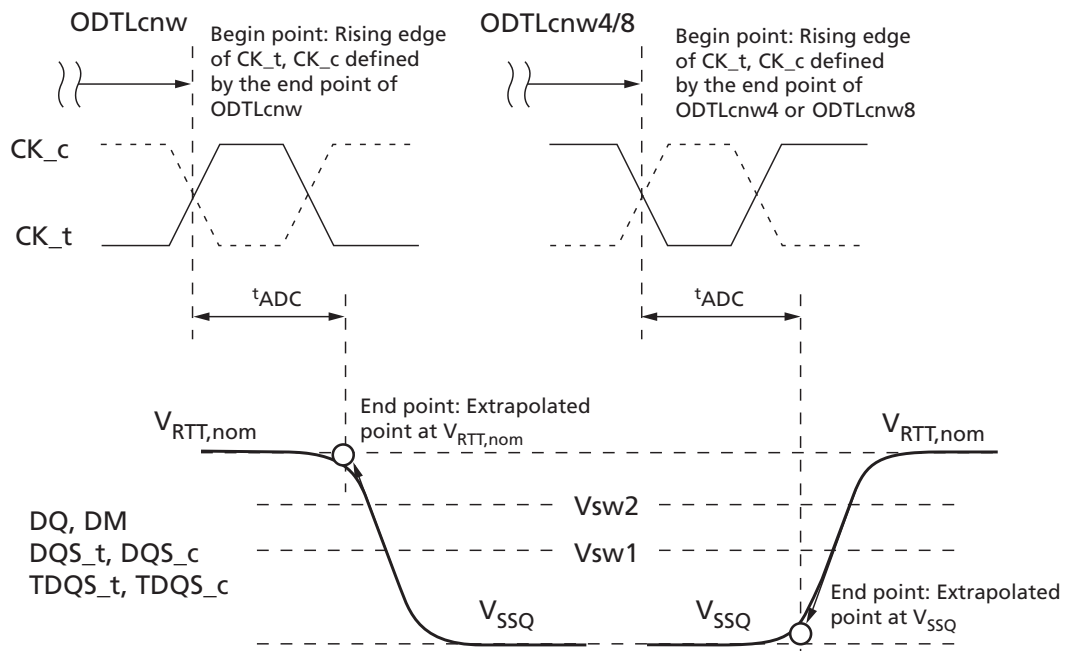 ODTLcnw
Begin point: Rising edge
of CK_t, CK_c defined
by the end point of
ODTLcnw
ODTLcnw4/8
Begin point: Rising edge
of CK_t, CK_c defined
by the end point of
ODTLcnw4 or ODTLcnw8
CK_c
CK_t
tADC
tADC
End point: Extrapolated
point at VRTT,nom
VRTT,nom
VRTT,nom
Vsw2
Vsw1
DQ, DM
DQS_t, DQS_c
TDQS_t, TDQS_c
VSSQ
VSSQ
End point: Extrapolated
point at VSSQ